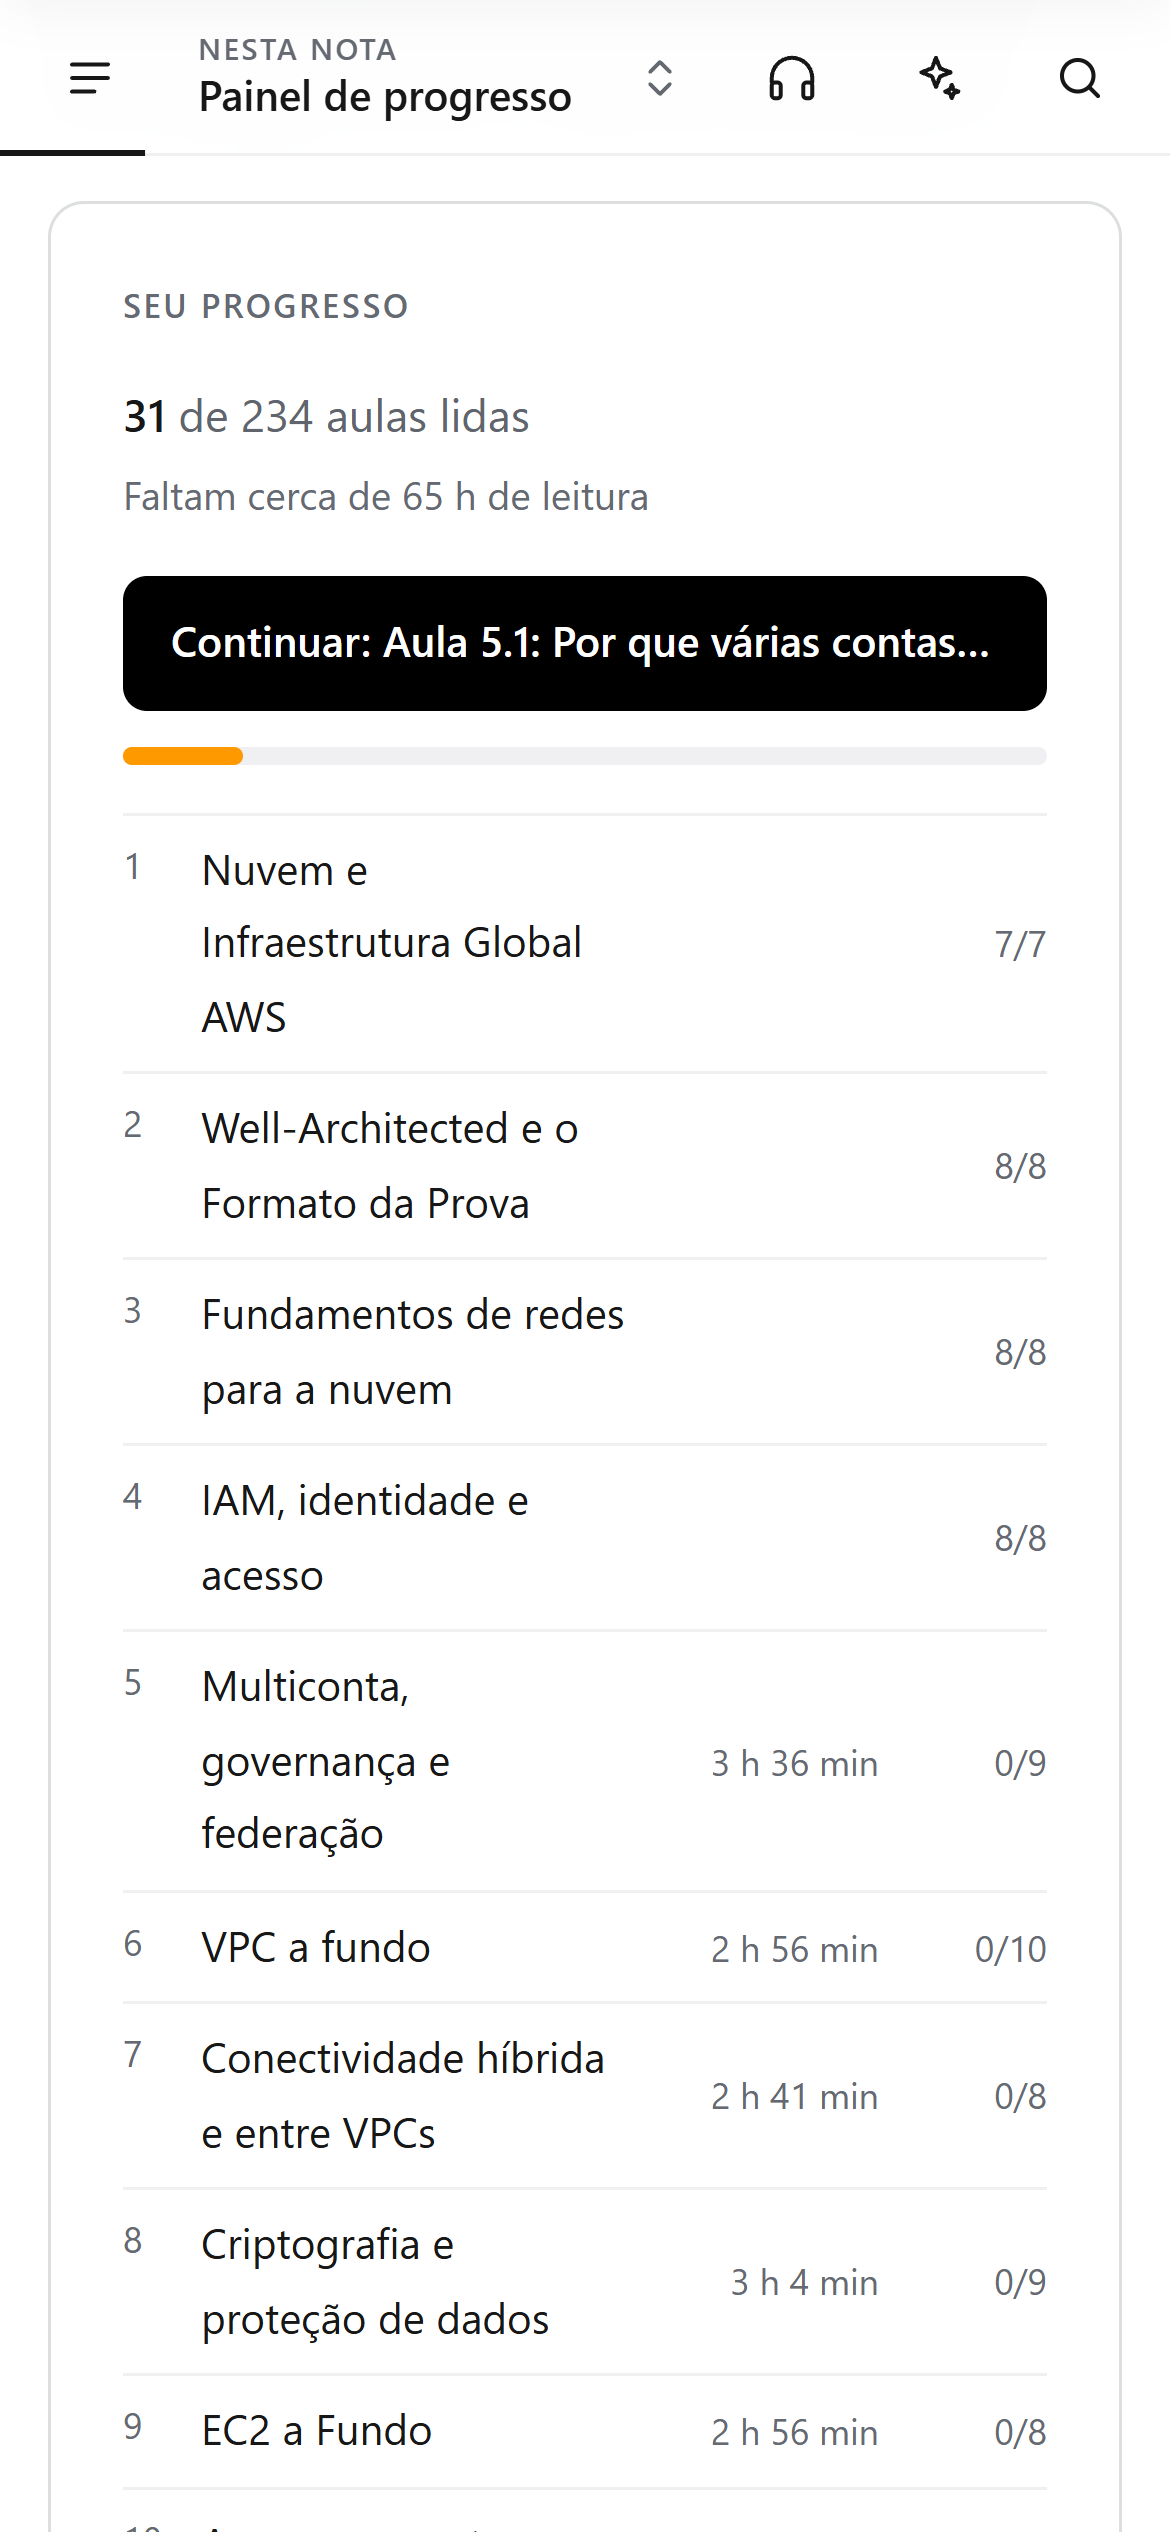 NESTA NOTA
Painel de progresso
SEU PROGRESSO
31 de 234 aulas lidas
Faltam cerca de 65 h de leitura
Continuar: Aula 5.1: Por que várias contas...
1 Nuvem e
Infraestrutura Global 7/7
AWS
2 Well-Architected e o
8/8
Formato da Prova
3 Fundamentos de redes
8/8
para a nuvem
4 IAM, identidade e
8/8
acesso
5 Multiconta,
governança e 3 h 36 min 0/9
federação
6 VPC a fundo 2 h 56 min 0/10
7 Conectividade híbrida
2 h 41 min 0/8
e entre VPCs
8 Criptografia e
3 h 4 min 0/9
proteção de dados
9 EC2 a Fundo 2 h 56 min 0/8